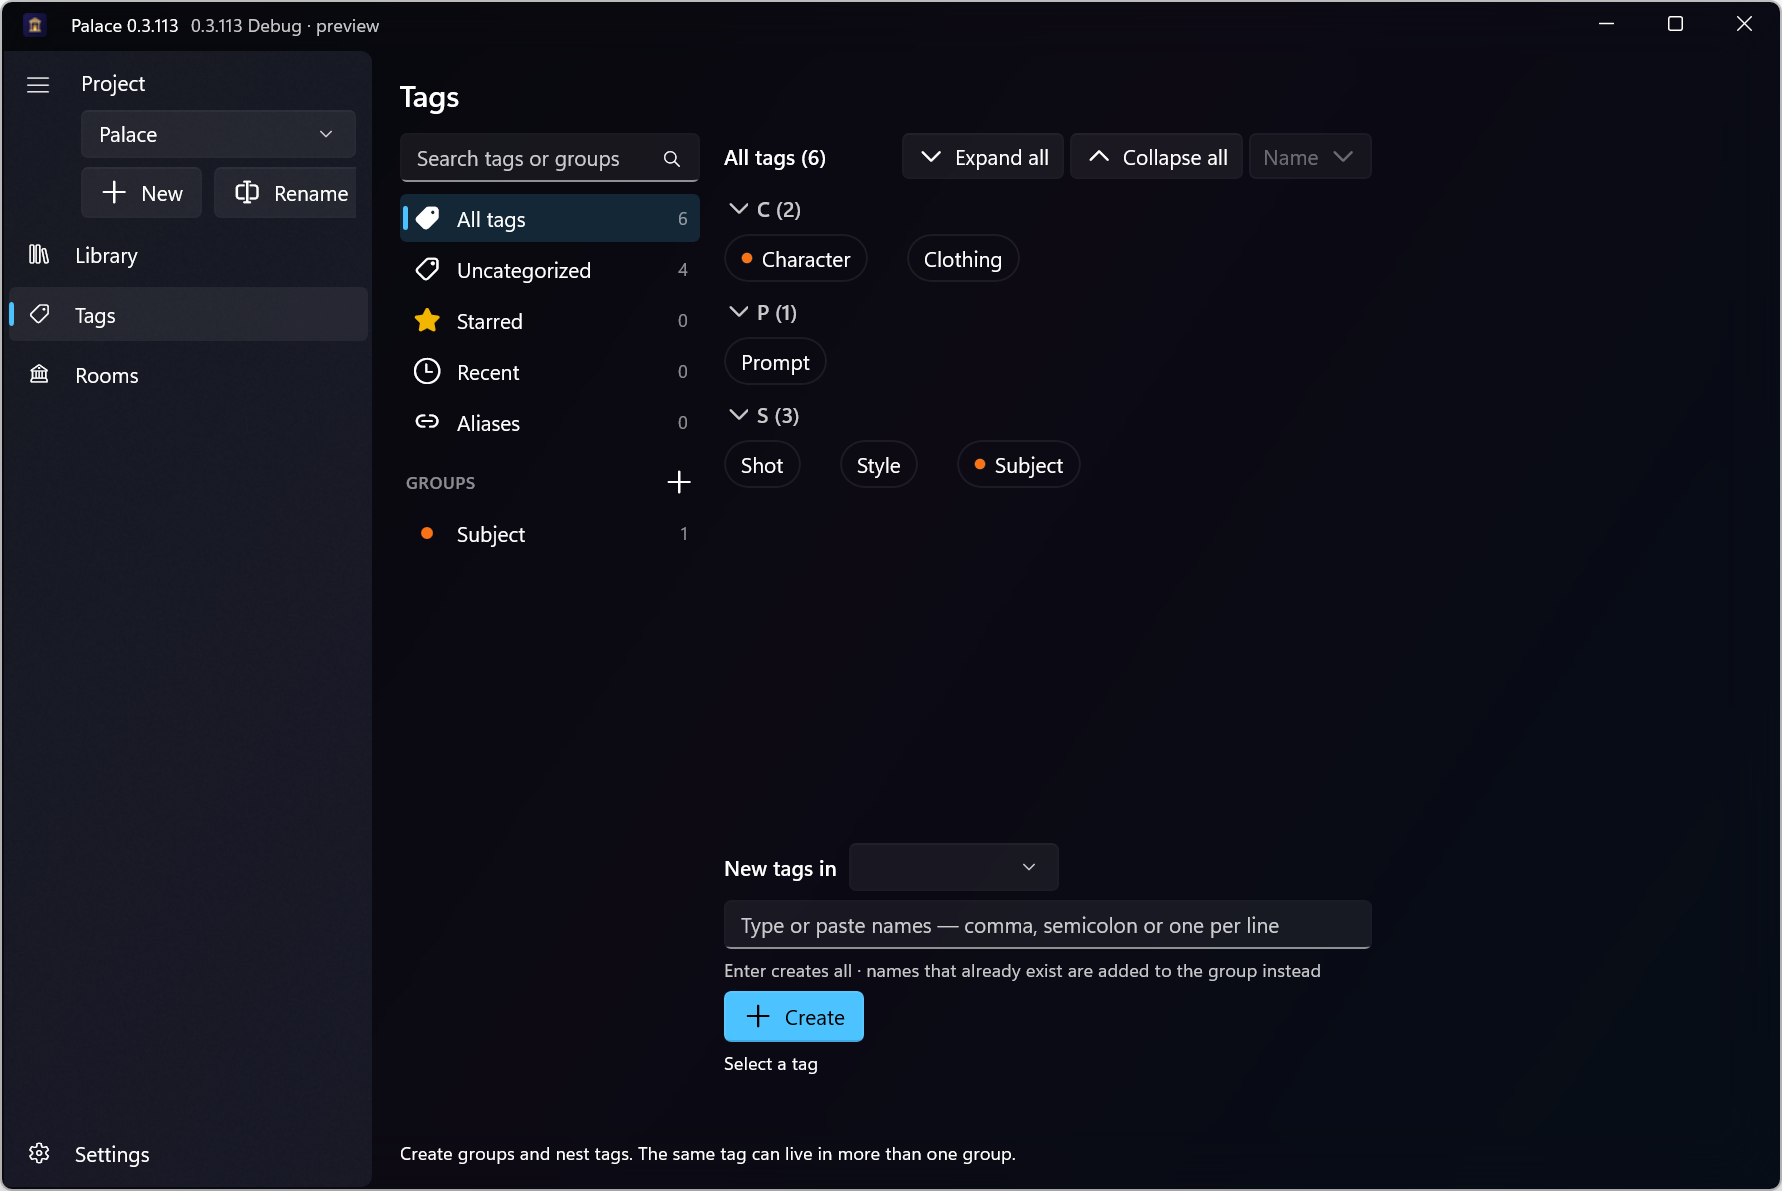 Palace 0.3.113 0.3.113 Debug · preview
Project
Palace
New
Rename
Library
Tags
Rooms
Settings
Tags
Search tags or groups
All tags 6
Uncategorized 4
Starred 0
Recent 0
Aliases 0
GROUPS
Subject 1
All tags (6)
Expand all
Collapse all
Name
C (2)
Character
Clothing
P (1)
Prompt
S (3)
Shot
Style
Subject
New tags in
Type or paste names — comma, semicolon or one per line
Enter creates all · names that already exist are added to the group instead
Create
Select a tag
Create groups and nest tags. The same tag can live in more than one group.